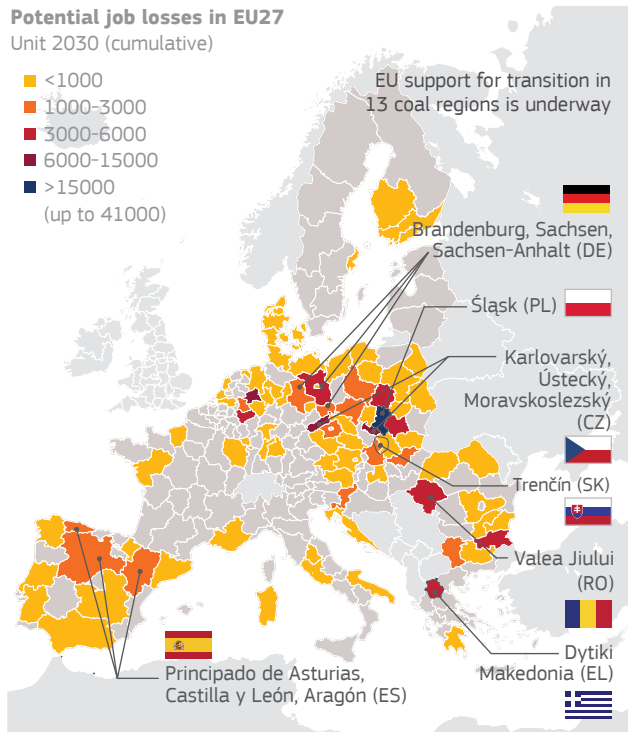 Potential job losses in EU27
Unit 2030 (cumulative)
<1000
1000-3000
3000-6000
6000-15000
>15000
(up to 41000)
EU support for transition in
13 coal regions is underway
Brandenburg, Sachsen,
Sachsen-Anhalt (DE)
Śląsk (PL)
Karlovarský,
Ústecký,
Moravskoslezský
(CZ)
Trenčín (SK)
Valea Jiului
(RO)
Dytiki
Makedonia (EL)
Principado de Asturias,
Castilla y León, Aragón (ES)